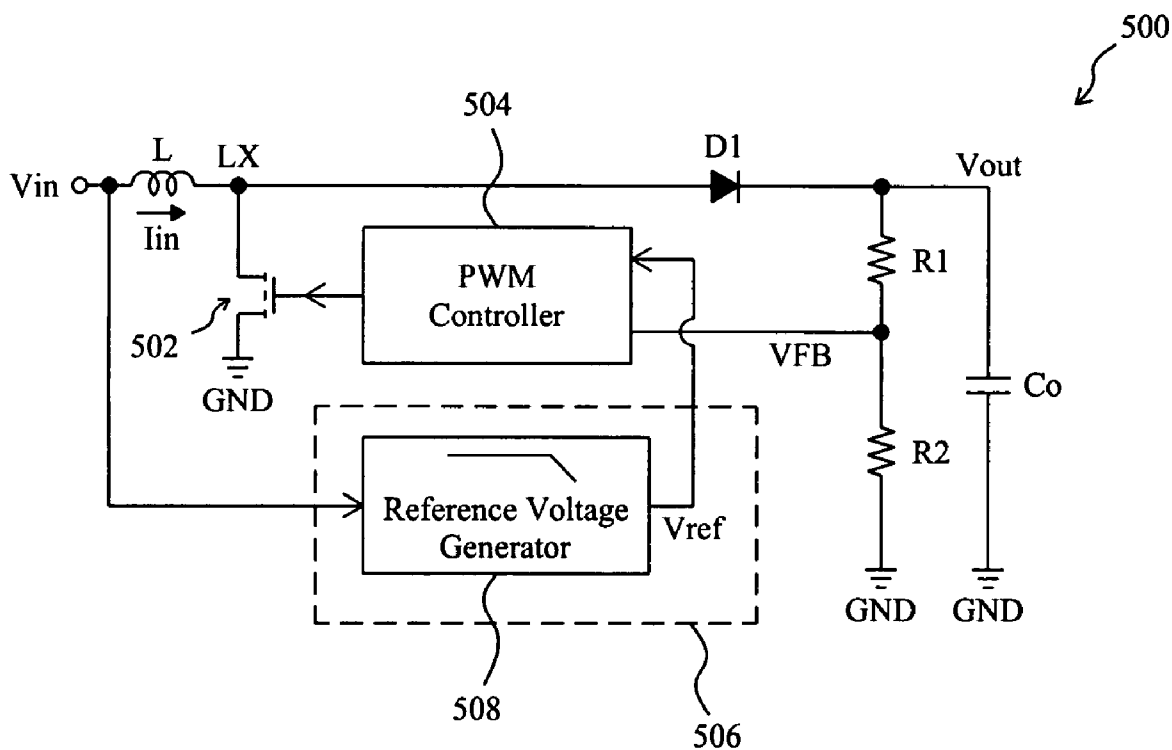 500
504
L
LX
D1
Vout
Vin
Iin
PWM
Controller
R1
502
VFB
GND
Co
R2
Reference Voltage
Generator
Vref
GND
GND
508
506